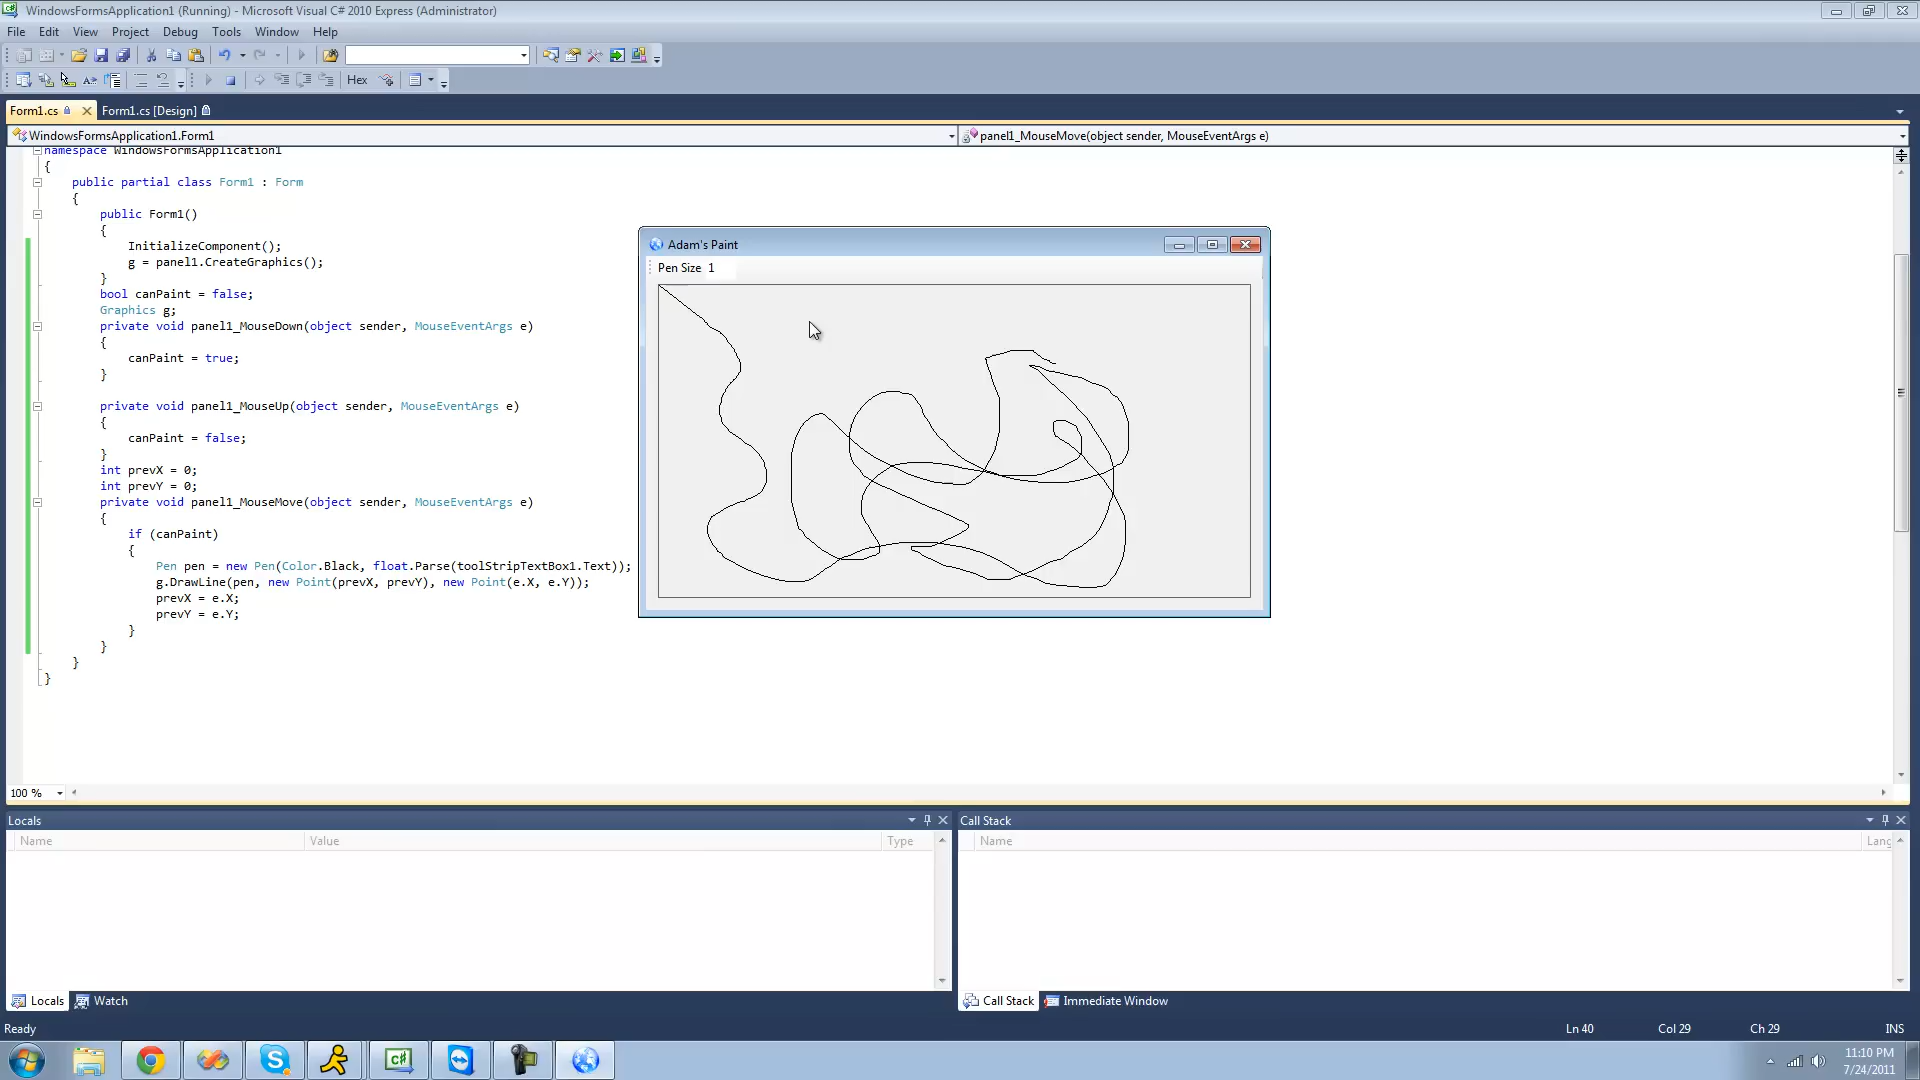 WindowsFormsApplication1 (Running) - Microsoft Visual C# 2010 Express (Administrator)
File Edit View Project Debug Tools Window Help
Hex
Form1.cs Form1.cs [Design]
WindowsFormsApplication1.Form1 panel1_MouseMove(object sender, MouseEventArgs e)
namespace WindowsFormsApplication1
{
public partial class Form1 : Form
{
public Form1()
{
InitializeComponent();
g = panel1.CreateGraphics();
}
bool canPaint = false;
Graphics g;
private void panel1_MouseDown(object sender, MouseEventArgs e)
{
canPaint = true;
}
private void panel1_MouseUp(object sender, MouseEventArgs e)
{
canPaint = false;
}
int prevX = 0;
int prevY = 0;
private void panel1_MouseMove(object sender, MouseEventArgs e)
{
if (canPaint)
{
Pen pen = new Pen(Color.Black, float.Parse(toolStripTextBox1.Text));
g.DrawLine(pen, new Point(prevX, prevY), new Point(e.X, e.Y));
prevX = e.X;
prevY = e.Y;
}
}
}
}
Adam's Paint
Pen Size 1
100 %
Locals
Name Value Type
Call Stack
Name Lang
Locals Watch
Call Stack Immediate Window
Ready Ln 40 Col 29 Ch 29 INS
11:10 PM
7/24/2011